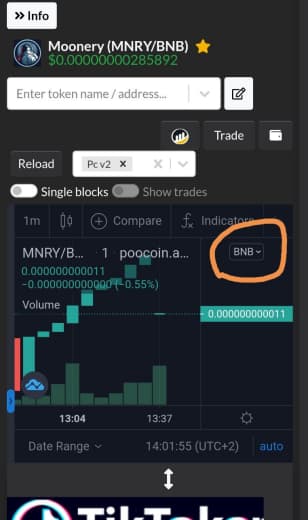 Info
Moonery (MNRY/BNB)
$0.00000000285892
Enter token name / address...
Trade
Reload
Pc v2 ×
Single blocks
Show trades
1m
Compare
fx Indicators
MNRY/B... · 1 poocoin.a...
BNB
0.000000000011
−0.000000000000 (−0.55%)
Volume
0.000000000011
13:04
13:37
Date Range
14:01:55 (UTC+2)
auto
TikToke